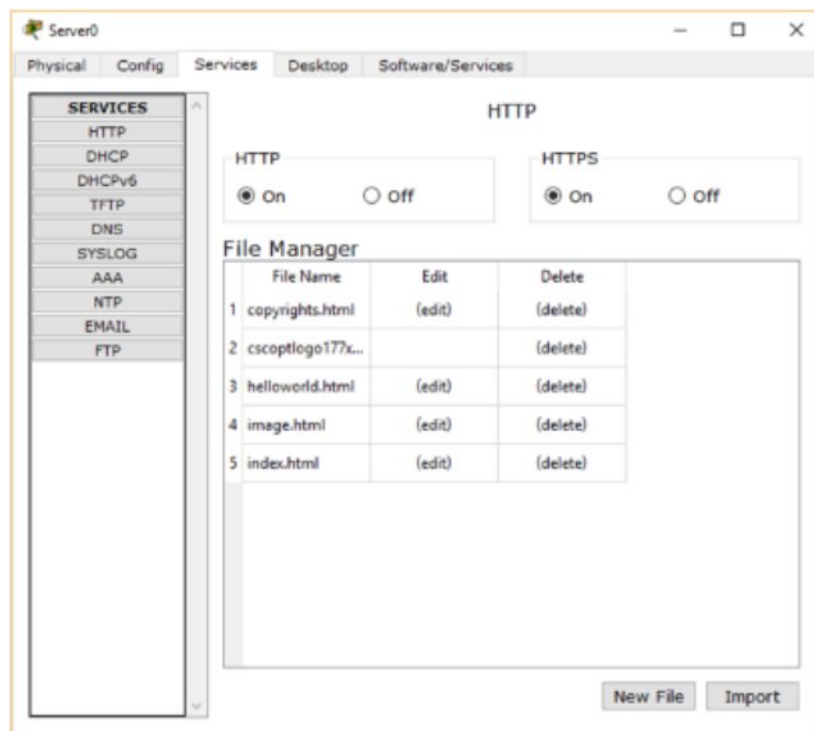 Server0
Physical Config Services Desktop Software/Services
SERVICES
HTTP
DHCP
DHCPv6
TFTP
DNS
SYSLOG
AAA
NTP
EMAIL
FTP
HTTP
HTTP
On Off
HTTPS
On Off
File Manager
File Name Edit Delete
1 copyrights.html (edit) (delete)
2 cscoptlogo177x... (delete)
3 helloworld.html (edit) (delete)
4 image.html (edit) (delete)
5 index.html (edit) (delete)
New File Import